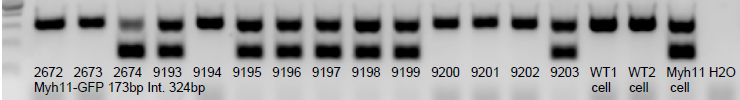 2672 2673 2674 9193 9194 9195 9196 9197 9198 9199 9200 9201 9202 9203 WT1 WT2 Myh11 H2O
Myh11-GFP 173bp Int. 324bp cell cell cell